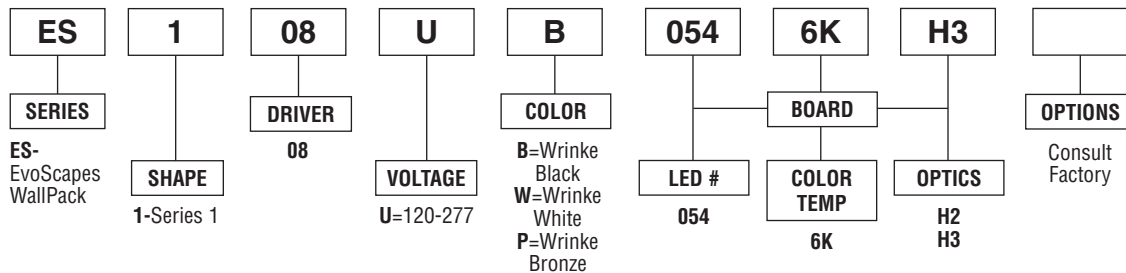 ES 1 08 U B 054 6K H3
SERIES
ES-
EvoScapes
WallPack
SHAPE
1-Series 1
DRIVER
08
VOLTAGE
U=120-277
COLOR
B=Wrinke
Black
W=Wrinke
White
P=Wrinke
Bronze
BOARD
LED #
054
COLOR
TEMP
6K
OPTICS
H2
H3
OPTIONS
Consult
Factory